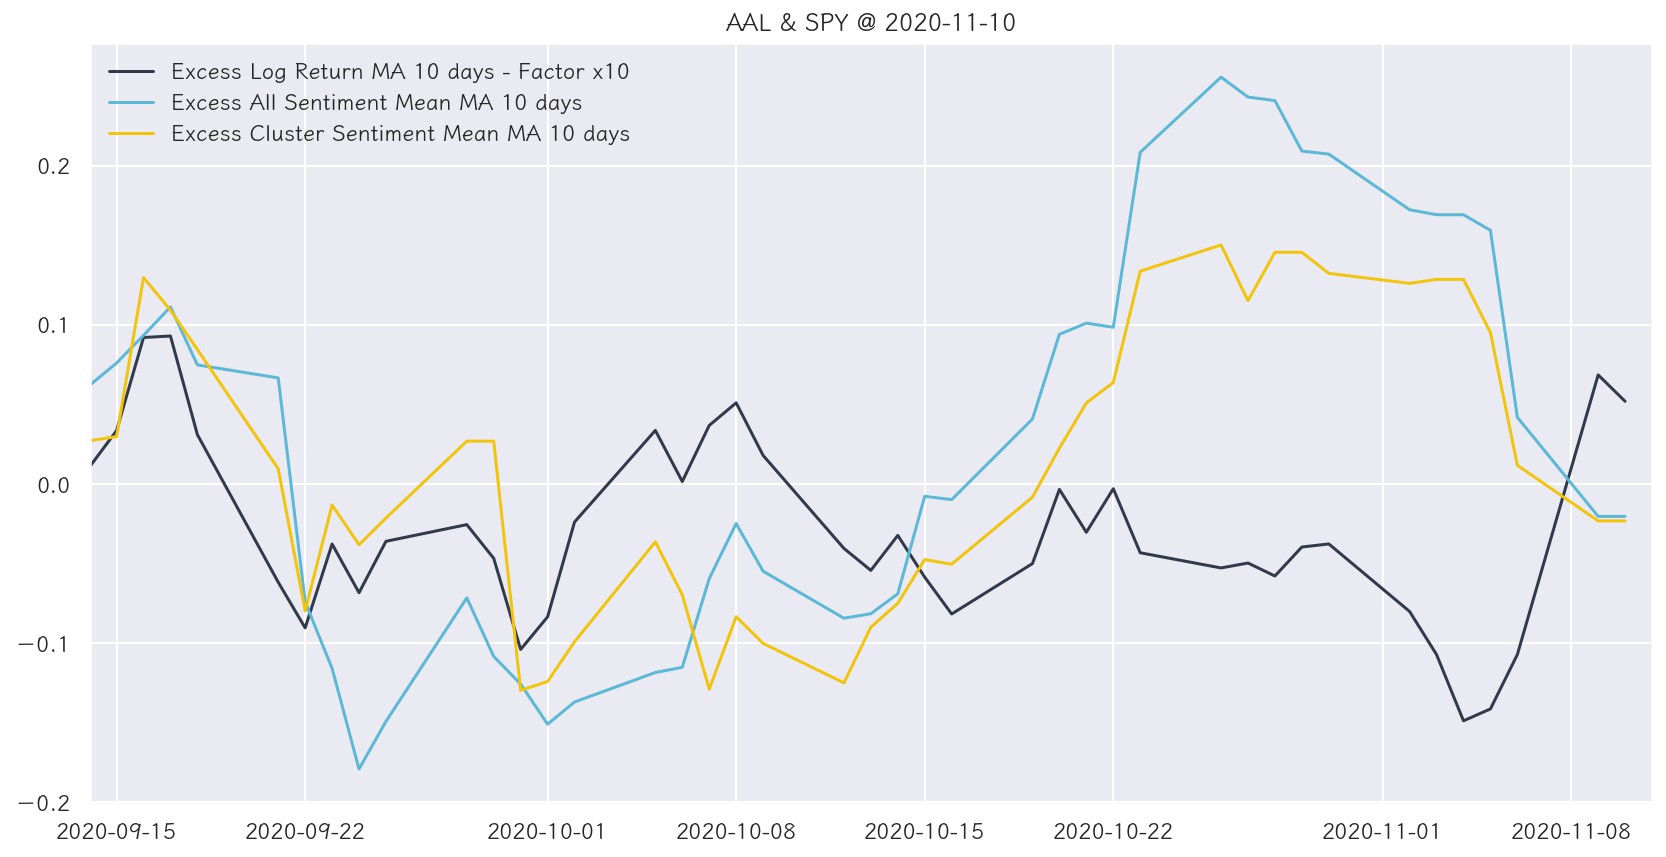 AAL & SPY @ 2020-11-10
Excess Log Return MA 10 days - Factor x10
Excess All Sentiment Mean MA 10 days
Excess Cluster Sentiment Mean MA 10 days
0.2
0.1
0.0
−0.1
−0.2
2020-09-15 2020-09-22 2020-10-01 2020-10-08 2020-10-15 2020-10-22 2020-11-01 2020-11-08